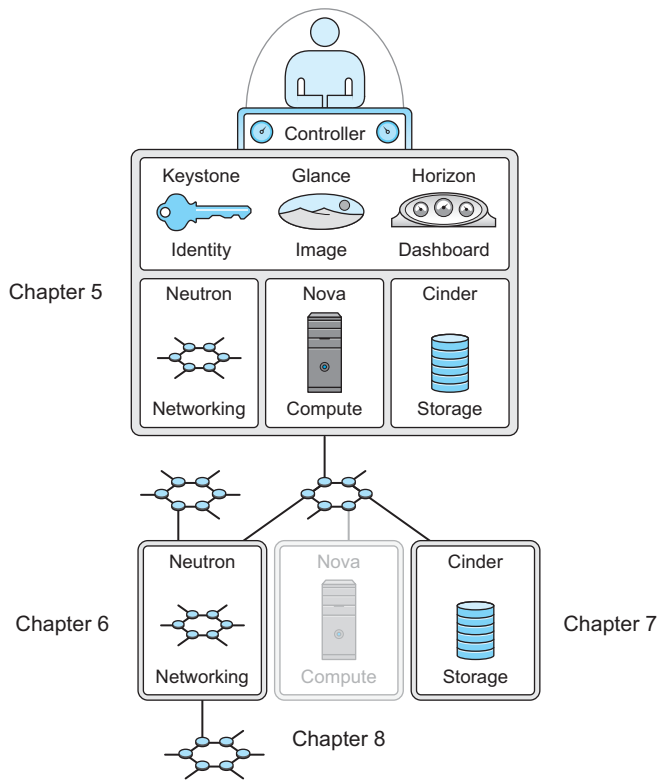 Controller
Keystone Glance Horizon
Identity Image Dashboard
Chapter 5
Neutron Nova Cinder
Networking Compute Storage
Neutron Nova Cinder
Chapter 6
Chapter 7
Networking Compute Storage
Chapter 8